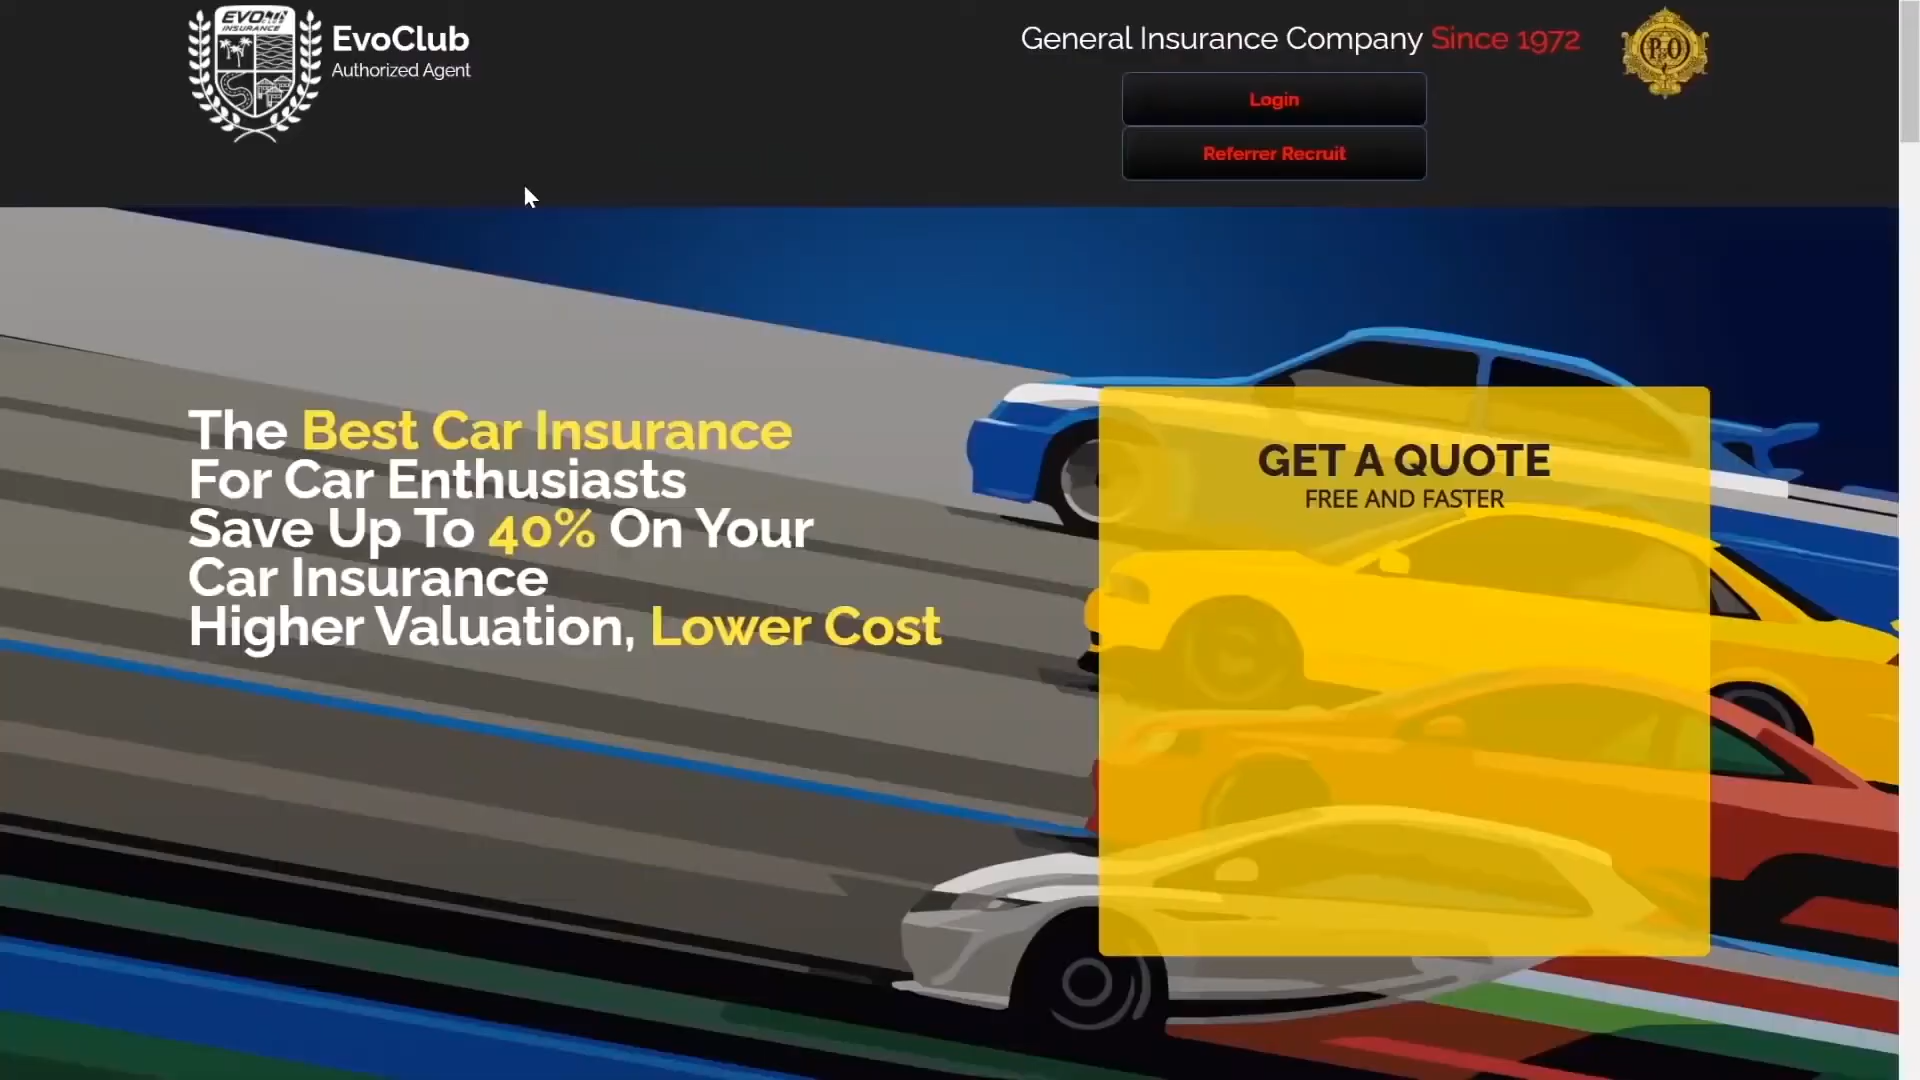 EVO
INSURANCE
EvoClub
Authorized Agent
General Insurance Company Since 1972
P&O
Login
Referrer Recruit
The Best Car Insurance
For Car Enthusiasts
Save Up To 40% On Your
Car Insurance
Higher Valuation, Lower Cost
GET A QUOTE
FREE AND FASTER